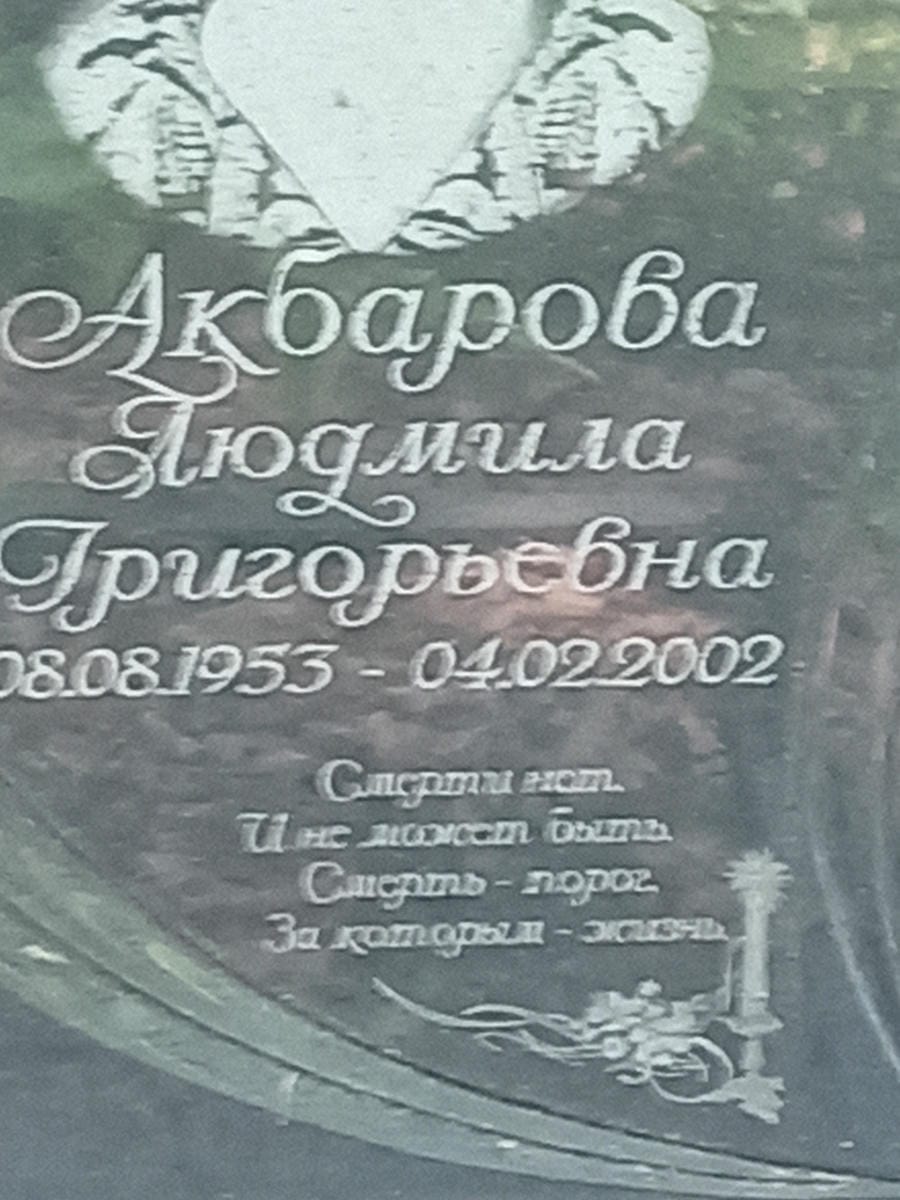 Акбарова
Людмила
Григорьевна
08.08.1953 - 04.02.2002
Смерти нет.
И не может быть.
Смерть - порог.
За которым - жизнь.